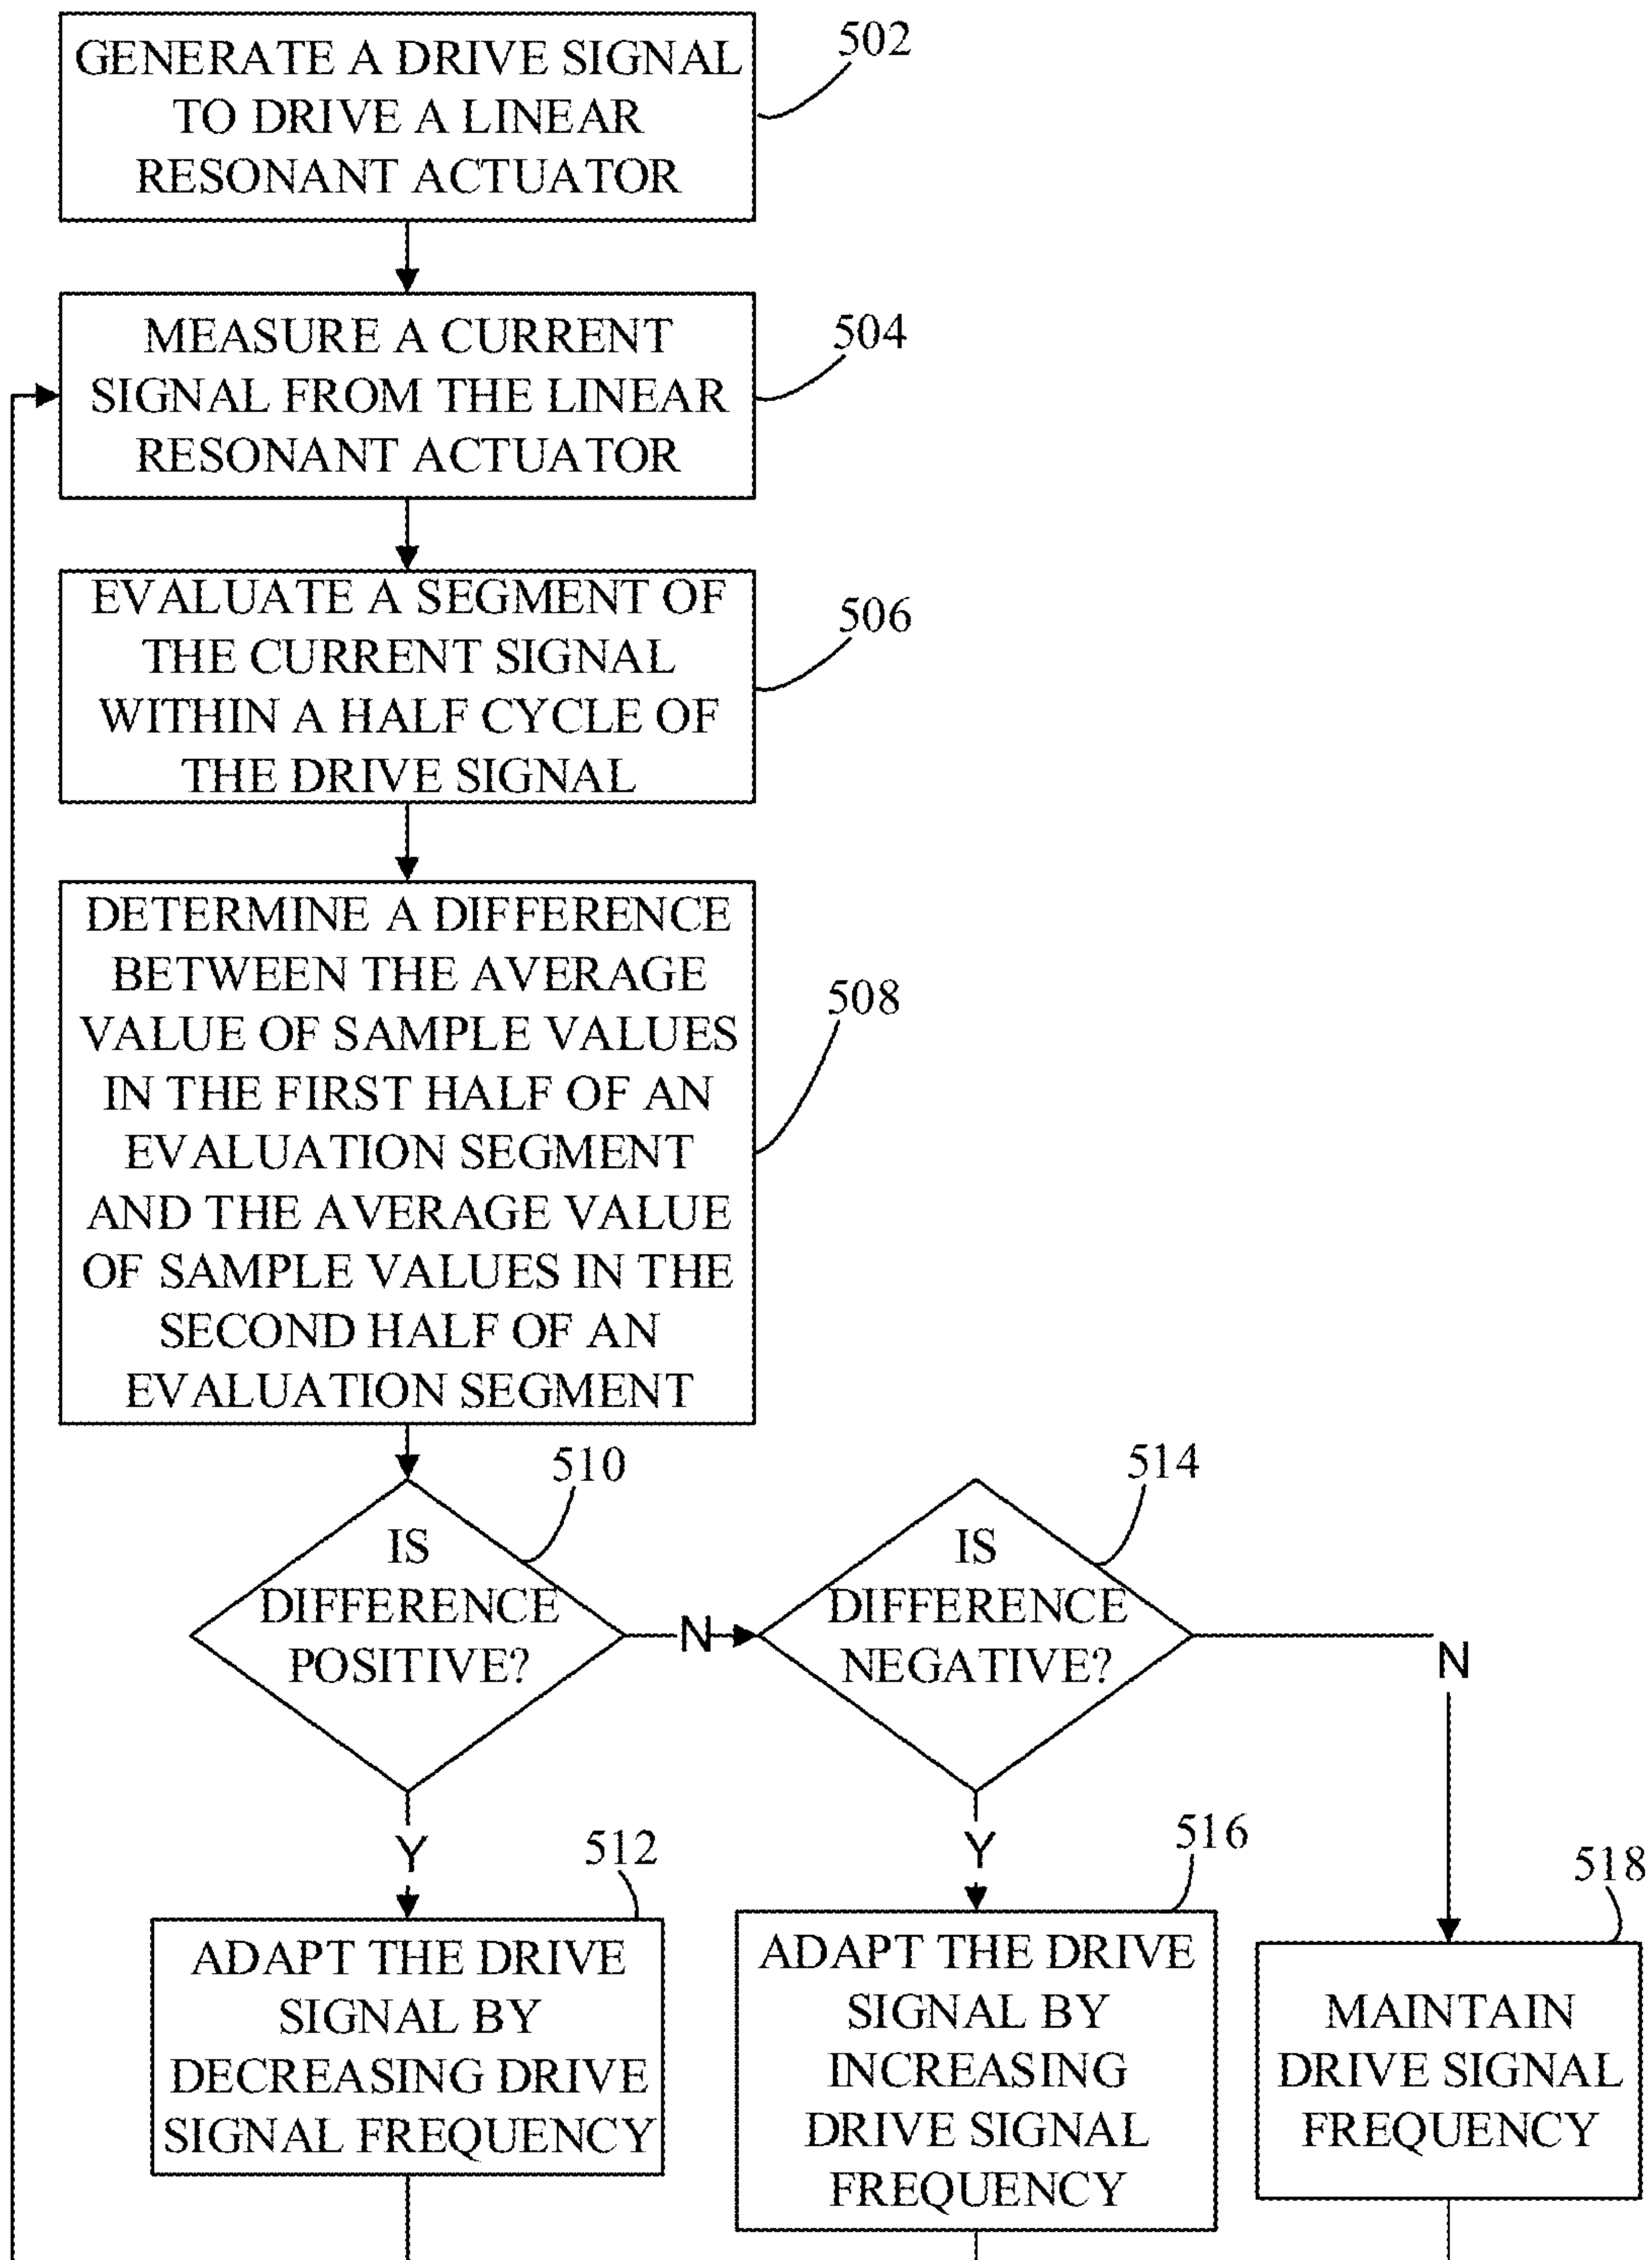 GENERATE A DRIVE SIGNAL
TO DRIVE A LINEAR
RESONANT ACTUATOR
502
MEASURE A CURRENT
SIGNAL FROM THE LINEAR
RESONANT ACTUATOR
504
EVALUATE A SEGMENT OF
THE CURRENT SIGNAL
WITHIN A HALF CYCLE OF
THE DRIVE SIGNAL
506
DETERMINE A DIFFERENCE
BETWEEN THE AVERAGE
VALUE OF SAMPLE VALUES
IN THE FIRST HALF OF AN
EVALUATION SEGMENT
AND THE AVERAGE VALUE
OF SAMPLE VALUES IN THE
SECOND HALF OF AN
EVALUATION SEGMENT
508
510
IS
DIFFERENCE
POSITIVE?
N
514
IS
DIFFERENCE
NEGATIVE?
N
Y
512
ADAPT THE DRIVE
SIGNAL BY
DECREASING DRIVE
SIGNAL FREQUENCY
Y
516
ADAPT THE DRIVE
SIGNAL BY
INCREASING
DRIVE SIGNAL
FREQUENCY
518
MAINTAIN
DRIVE SIGNAL
FREQUENCY